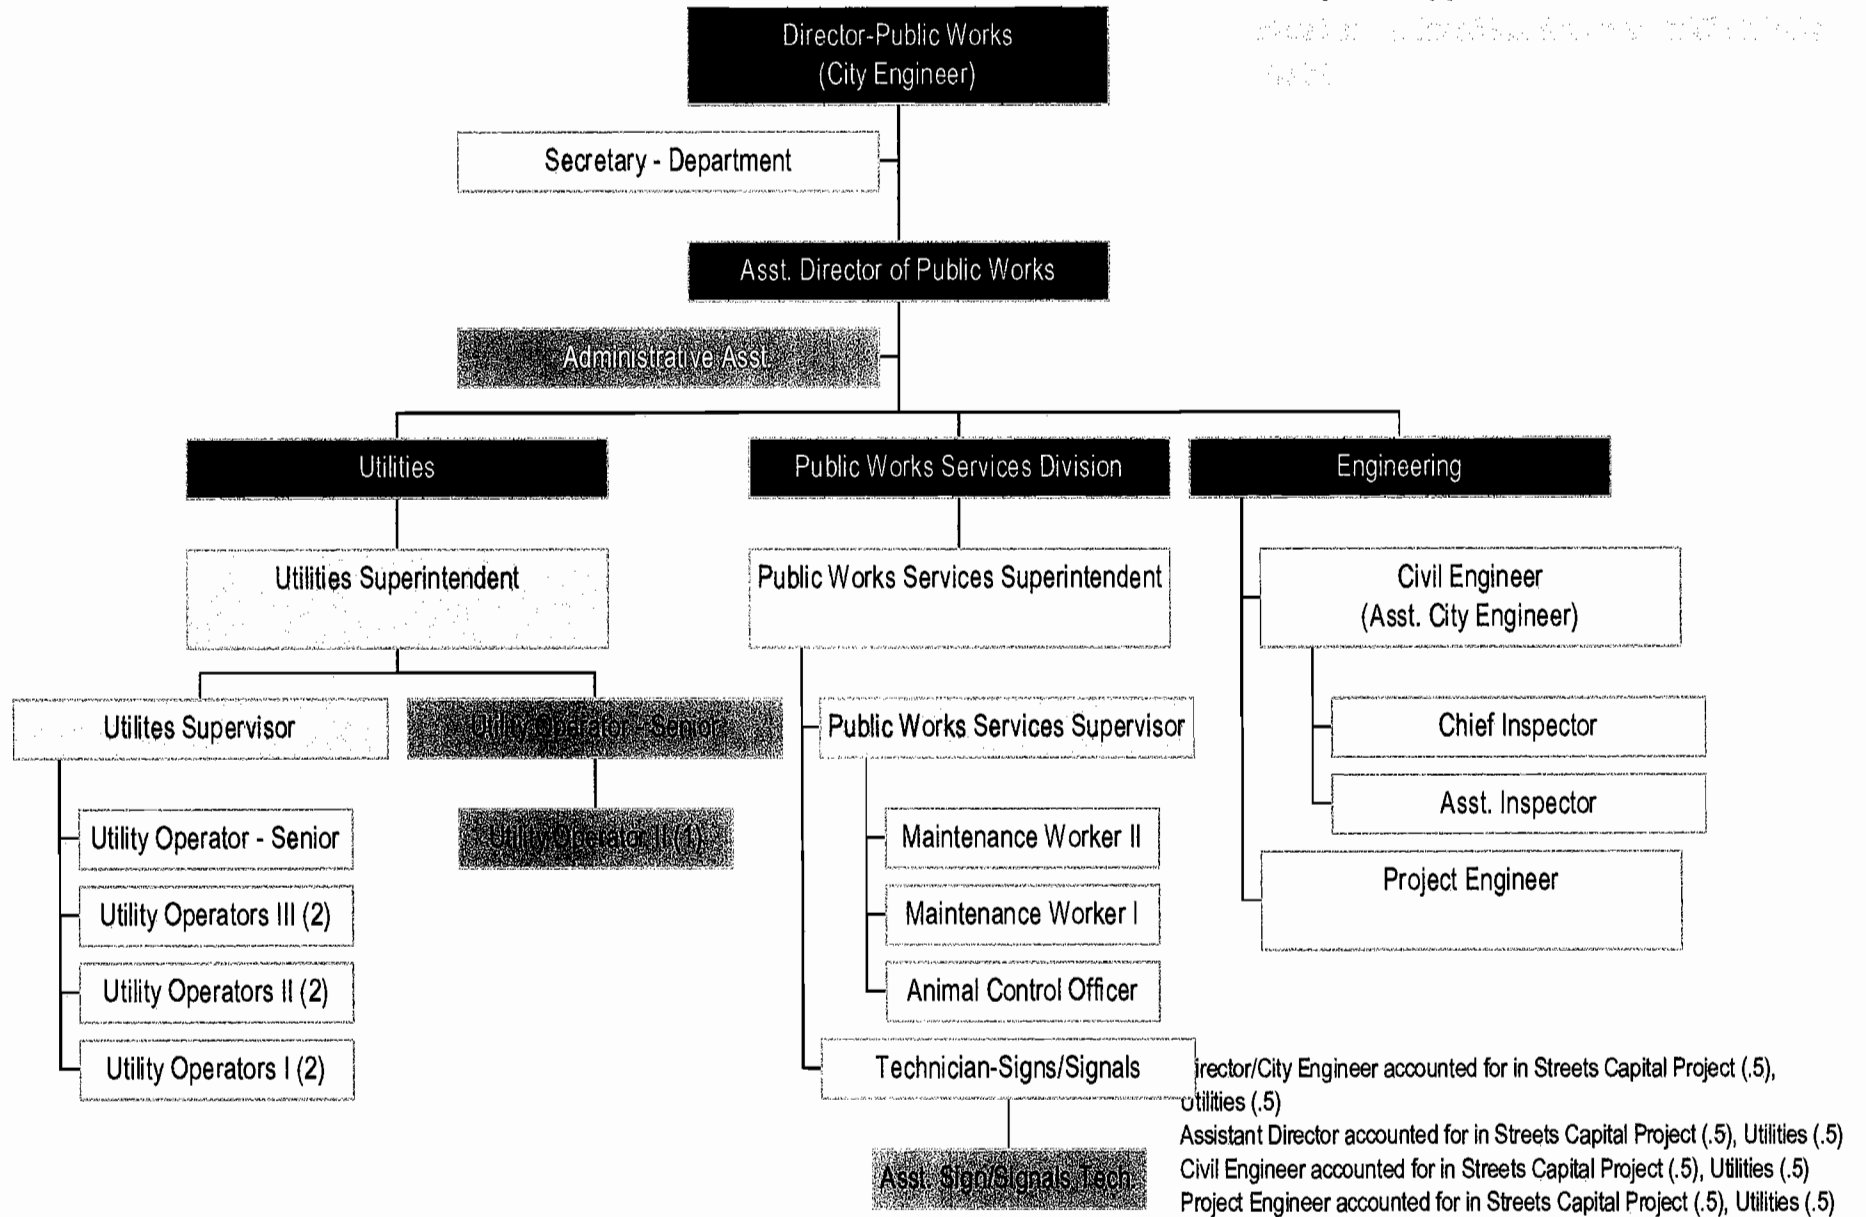 Director-Public Works
(City Engineer)
Secretary - Department
Asst. Director of Public Works
Administrative Asst.
Utilities
Public Works Services Division
Engineering
Utilities Superintendent
Public Works Services Superintendent
Civil Engineer
(Asst. City Engineer)
Utilites Supervisor
Utility Operator - Senior
Public Works Services Supervisor
Chief Inspector
Asst. Inspector
Utility Operator - Senior
Utility Operator II (1)
Maintenance Worker II
Project Engineer
Utility Operators III (2)
Maintenance Worker I
Utility Operators II (2)
Animal Control Officer
Utility Operators I (2)
Technician-Signs/Signals
irector/City Engineer accounted for in Streets Capital Project (.5),
Utilities (.5)
Assistant Director accounted for in Streets Capital Project (.5), Utilities (.5)
Civil Engineer accounted for in Streets Capital Project (.5), Utilities (.5)
Asst. Sign/Signals Tech.
Project Engineer accounted for in Streets Capital Project (.5), Utilities (.5)